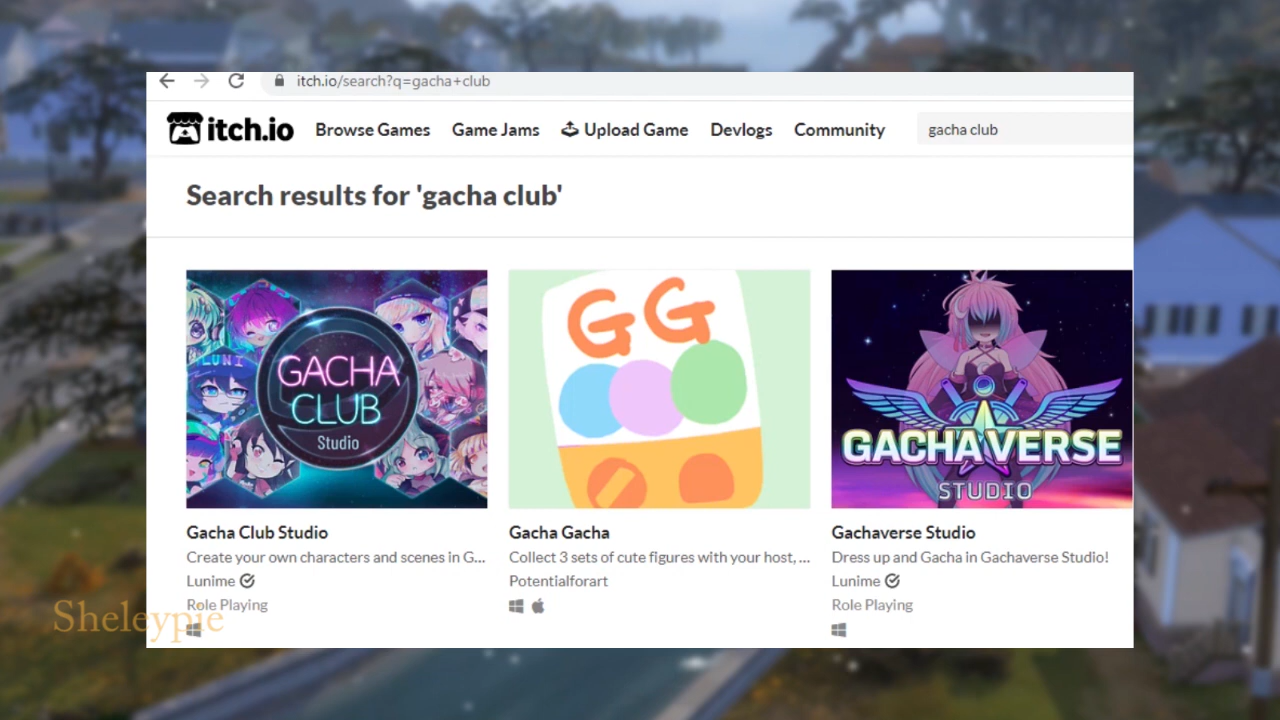 itch.io/search?q=gacha+club
itch.io Browse Games Game Jams Upload Game Devlogs Community gacha club
Search results for 'gacha club'
LUNI
GACHA
CLUB
Studio
GG
GACHAVERSE
STUDIO
Gacha Club Studio
Create your own characters and scenes in G...
Lunime
Role Playing
Gacha Gacha
Collect 3 sets of cute figures with your host, ...
Potentialforart
Gachaverse Studio
Dress up and Gacha in Gachaverse Studio!
Lunime
Role Playing
Sheleypie